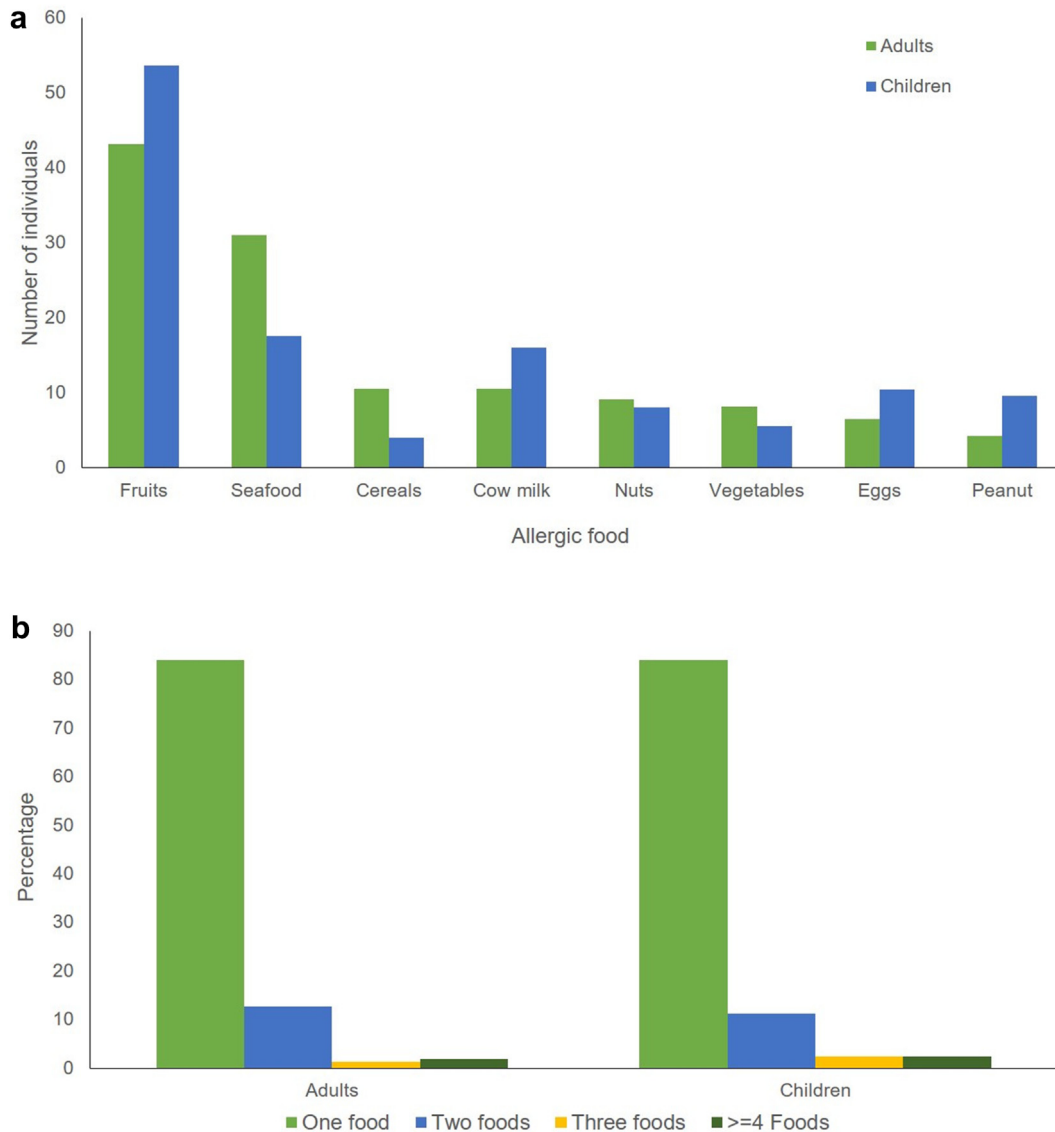 a
60
50
40
30
20
10
0
Number of individuals
Adults
Children
Fruits Seafood Cereals Cow milk Nuts Vegetables Eggs Peanut
Allergic food
b
90
80
70
60
50
40
30
20
10
0
Percentage
Adults Children
One food Two foods Three foods >=4 Foods